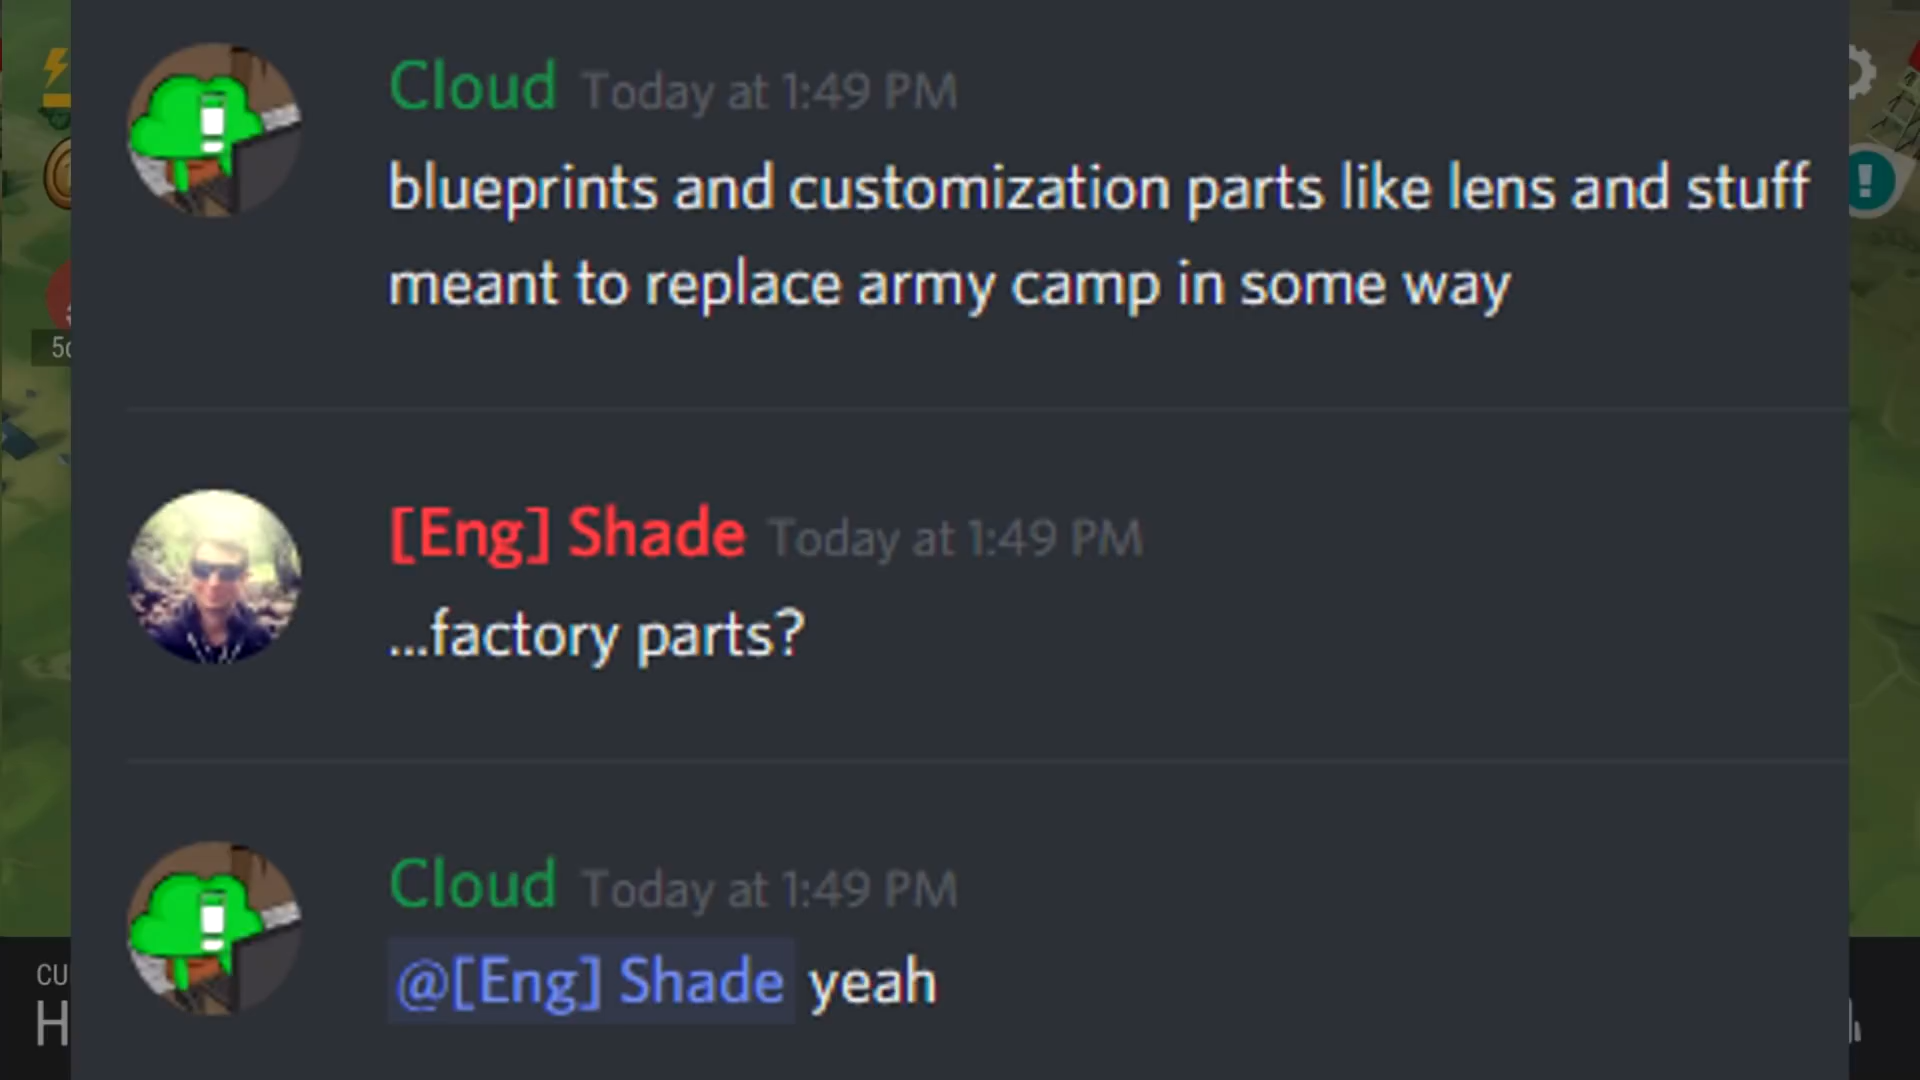 Cloud Today at 1:49 PM
blueprints and customization parts like lens and stuff
meant to replace army camp in some way
[Eng] Shade Today at 1:49 PM
...factory parts?
Cloud Today at 1:49 PM
@[Eng] Shade yeah